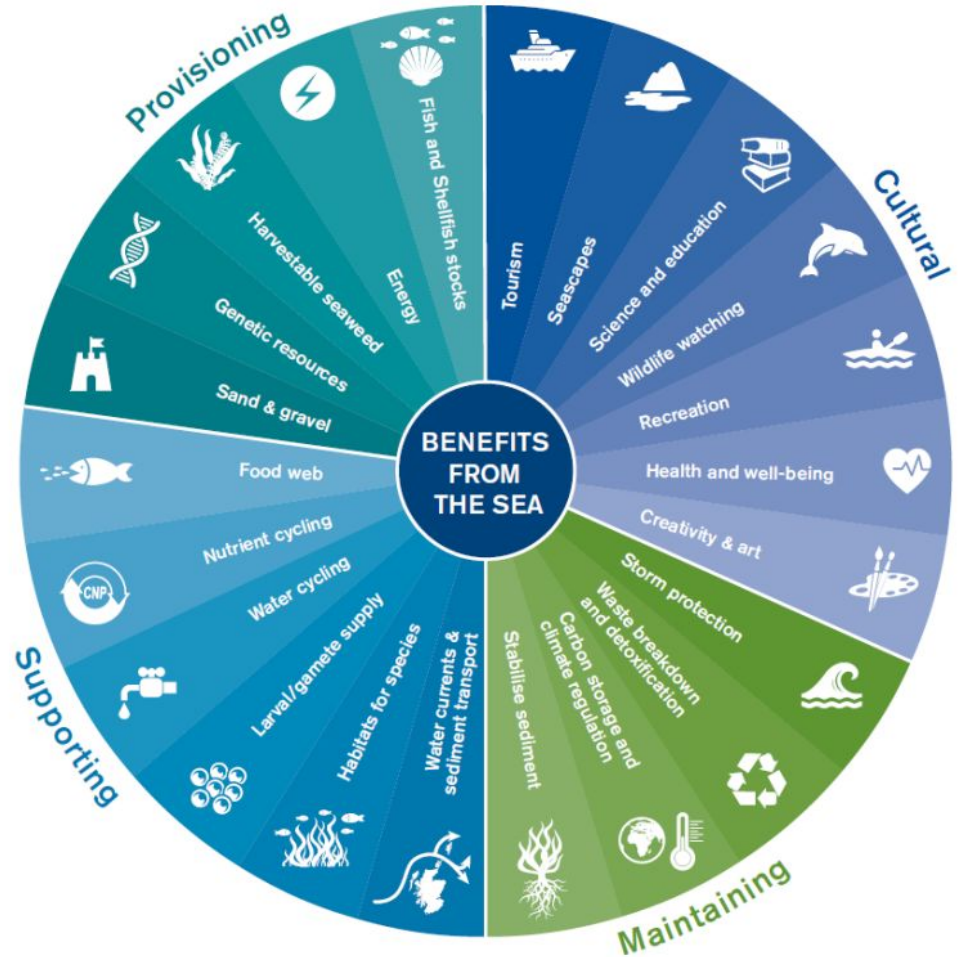 Provisioning
Fish and Shellfish stocks
Energy
Harvestable seaweed
Genetic resources
Sand & gravel
Cultural
Tourism
Seascapes
Science and education
Wildlife watching
Recreation
Health and well-being
Creativity & art
BENEFITS
FROM
THE SEA
Supporting
Food web
Nutrient cycling
CNP
Water cycling
Larval/gamete supply
Habitats for species
Water currents &
sediment transport
Maintaining
Storm protection
Waste breakdown
and detoxification
Carbon storage and
climate regulation
Stabilise sediment